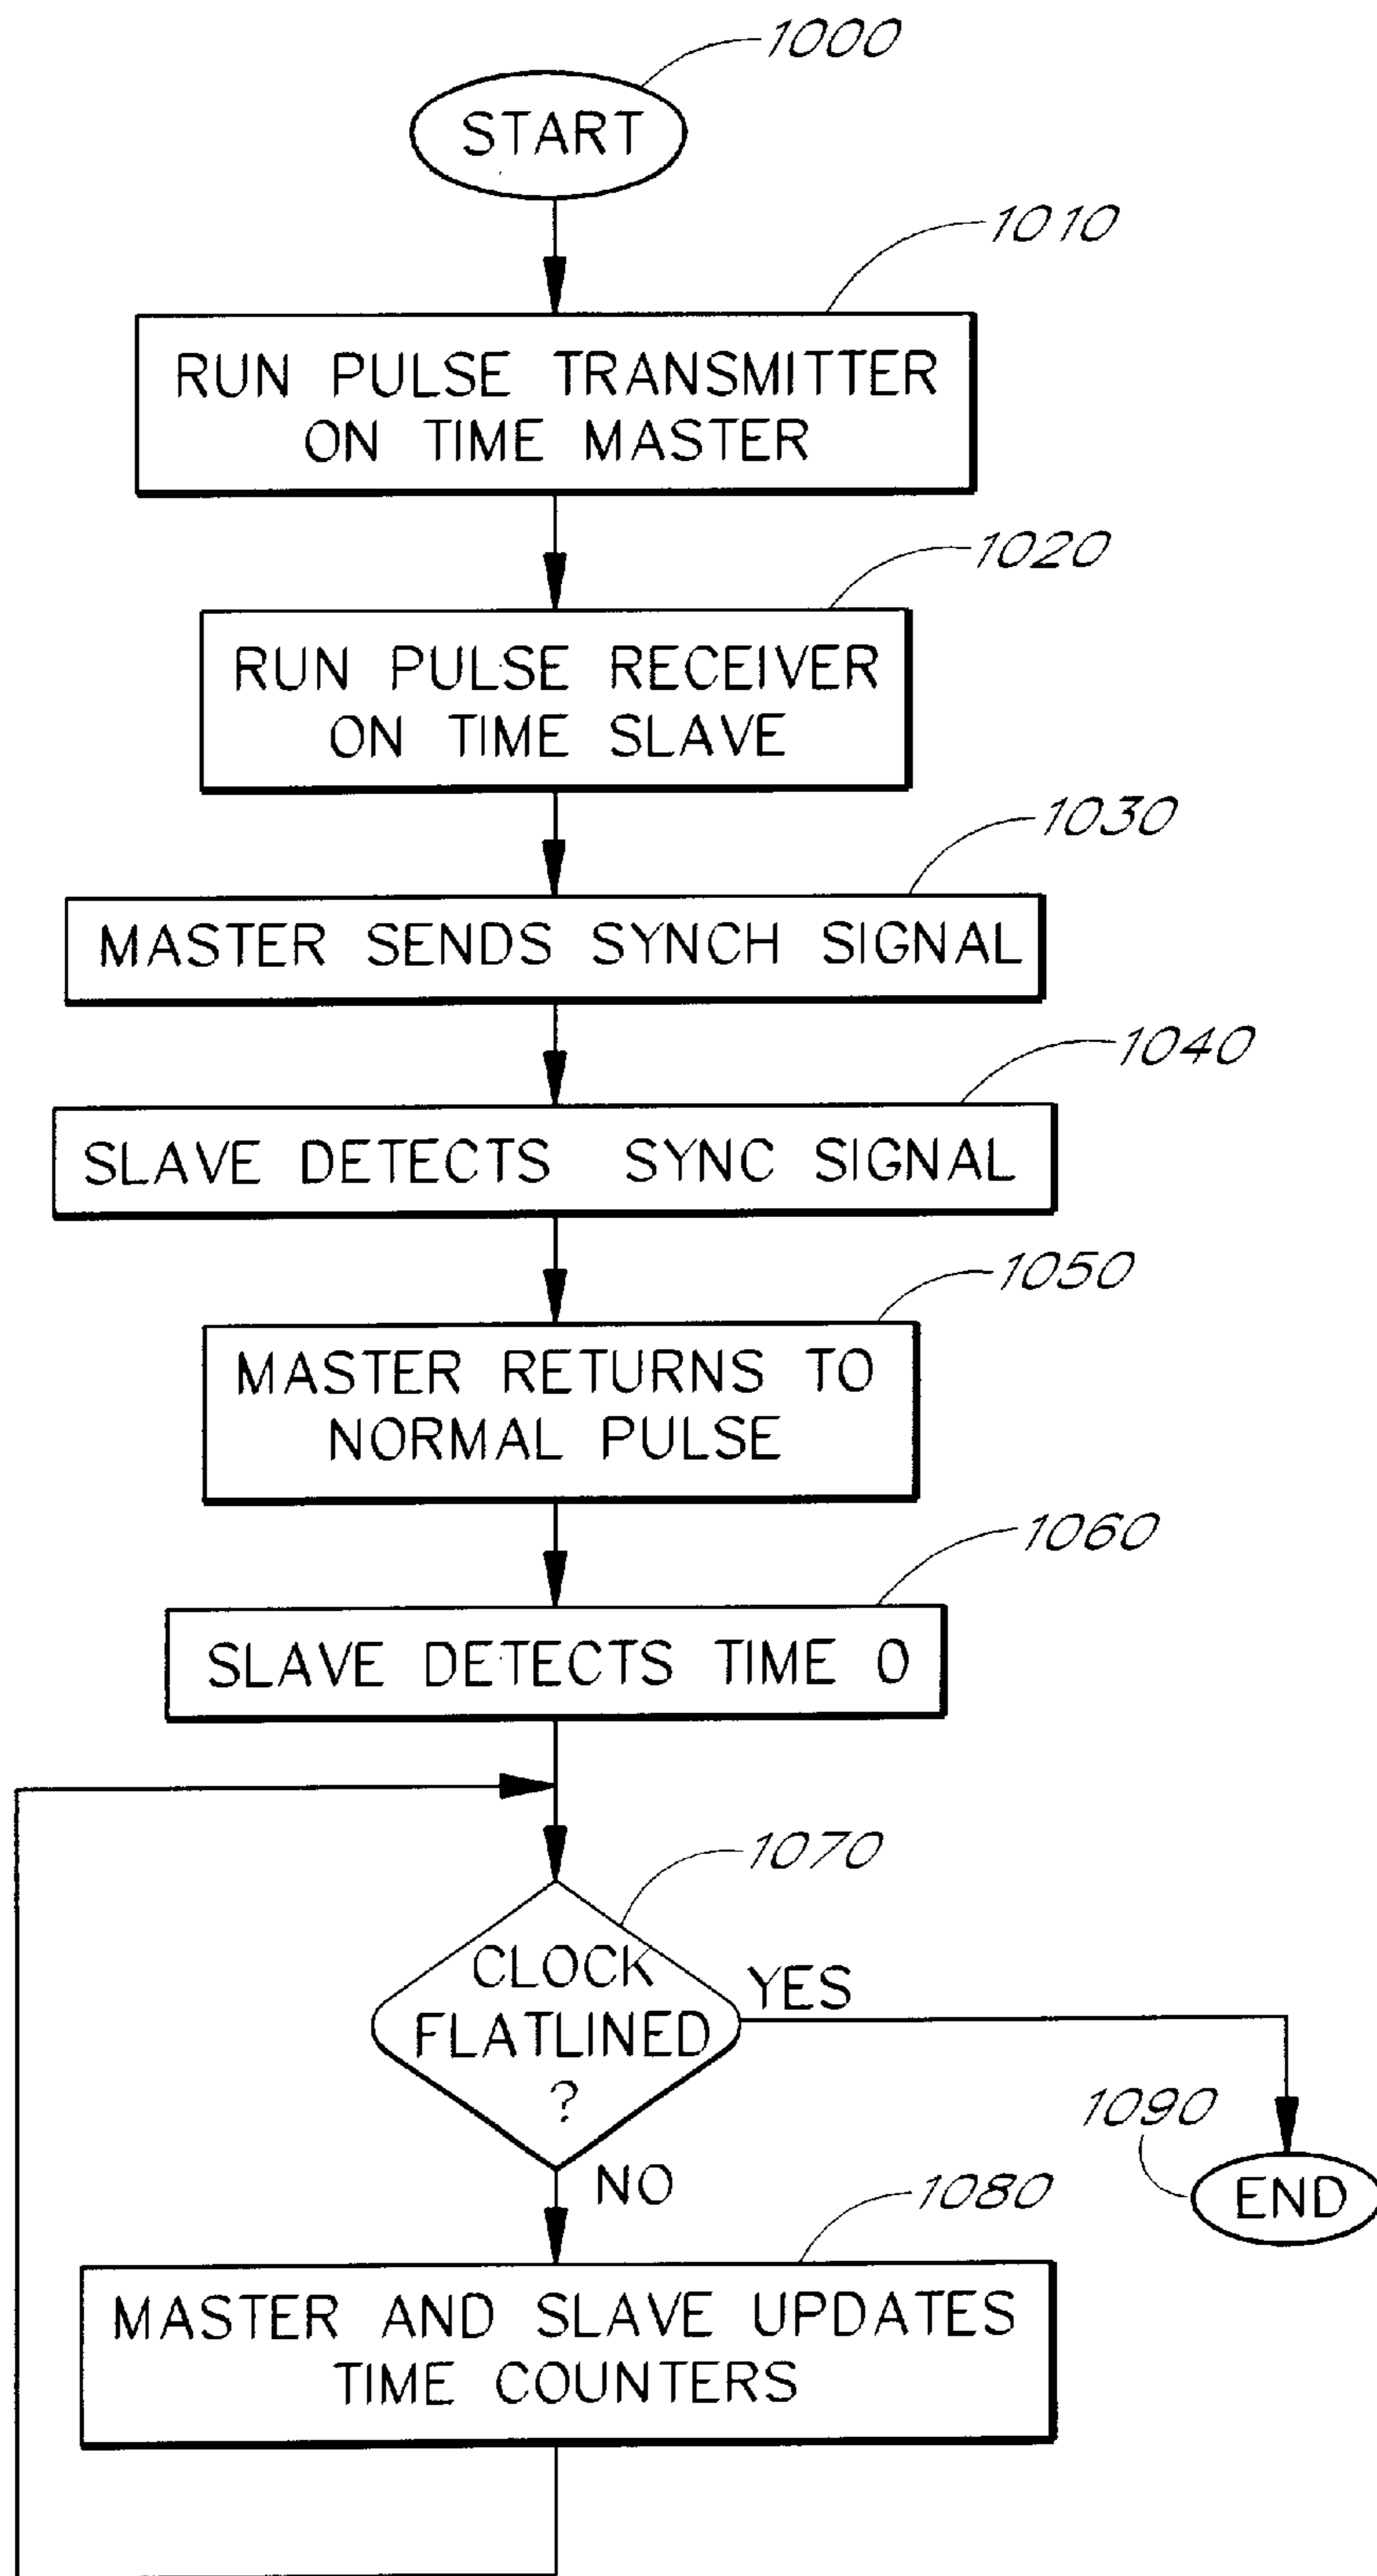 1000
START
1010
RUN PULSE TRANSMITTER
ON TIME MASTER
1020
RUN PULSE RECEIVER
ON TIME SLAVE
1030
MASTER SENDS SYNCH SIGNAL
1040
SLAVE DETECTS SYNC SIGNAL
1050
MASTER RETURNS TO
NORMAL PULSE
1060
SLAVE DETECTS TIME 0
1070
CLOCK
FLATLINED
?
YES
1090
END
NO
1080
MASTER AND SLAVE UPDATES
TIME COUNTERS